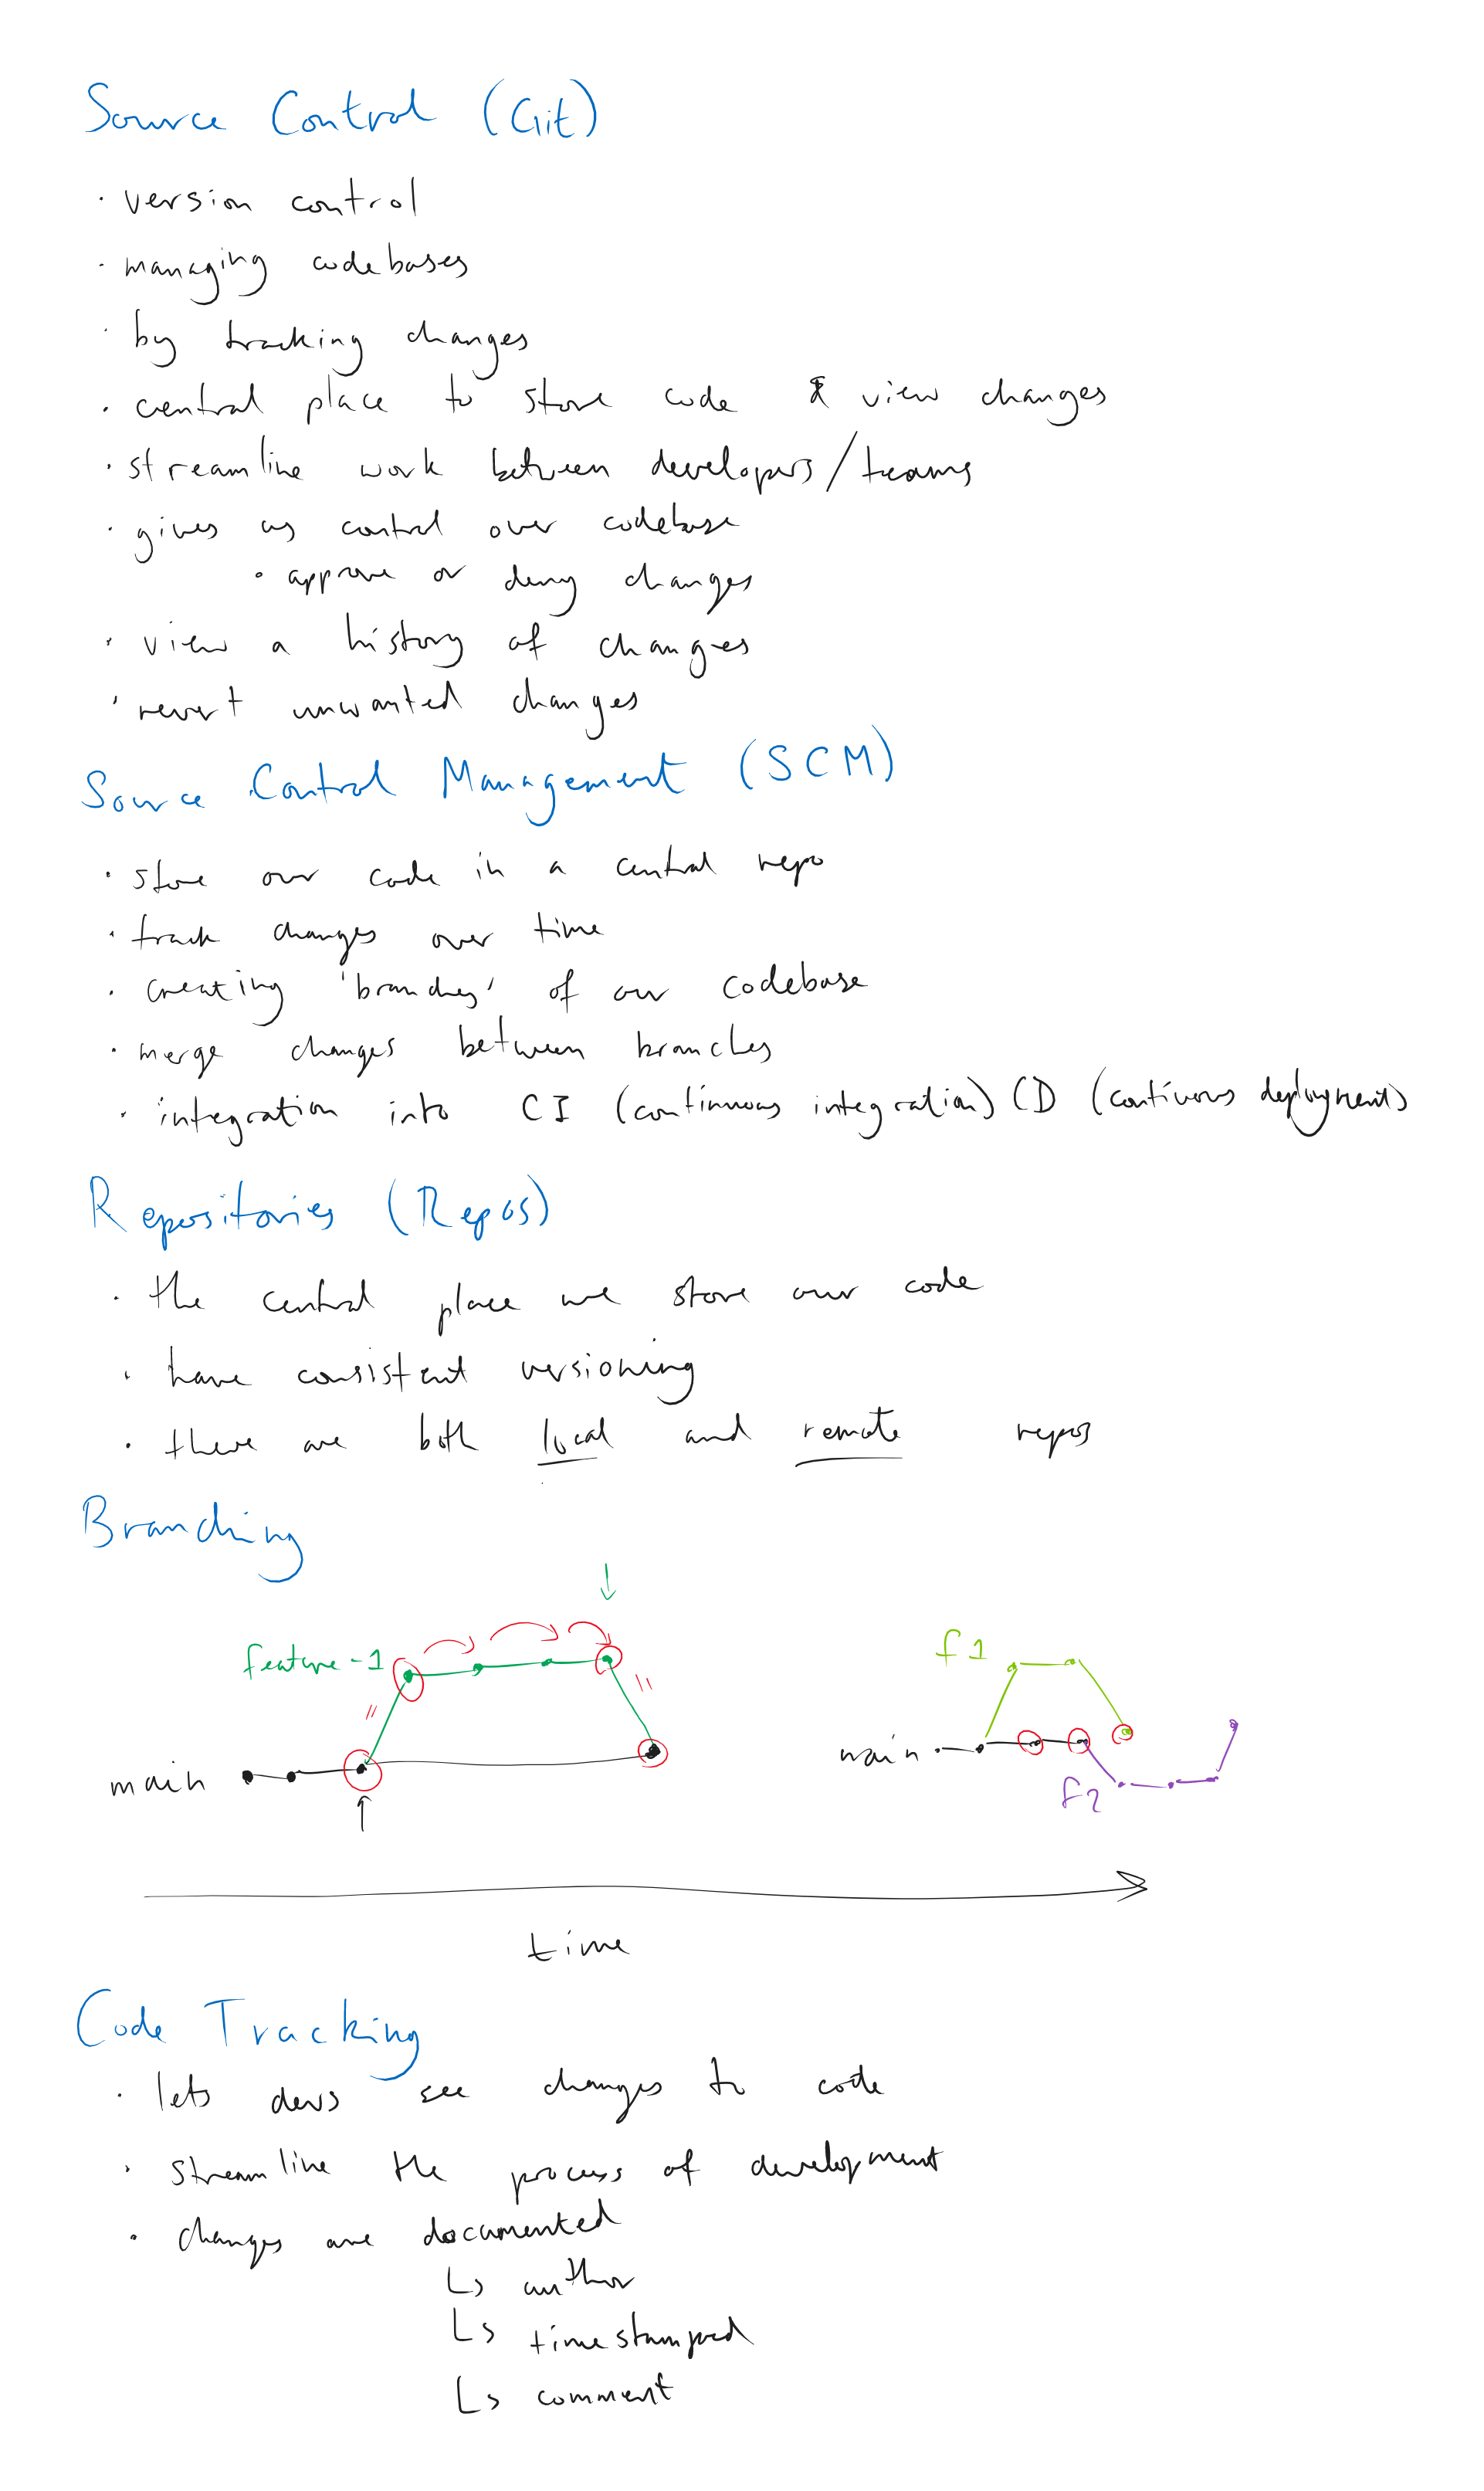 Source Control (Git)
· version control
· managing codebases
· by tracking changes
· central place to store code & view changes
· streamline work between developers/teams
· gives us control over codebase
· approve or deny changes
· view a history of changes
· revert unwanted changes
Source Control Management (SCM)
· store our code in a central repo
· track changes over time
· creating 'branches' of our codebase
· merge changes between branches
· integration into CI (continuous integration) CD (continuous deployment)
Repositories (Repos)
· the central place we store our code
· have consistent versioning
· there are both local and remote repos
Branching
feature-1
main
f1
main
f2
time
Code Tracking
· lets devs see changes to code
· streamline the process of development
· changes are documented
↳ author
↳ timestamped
↳ comment